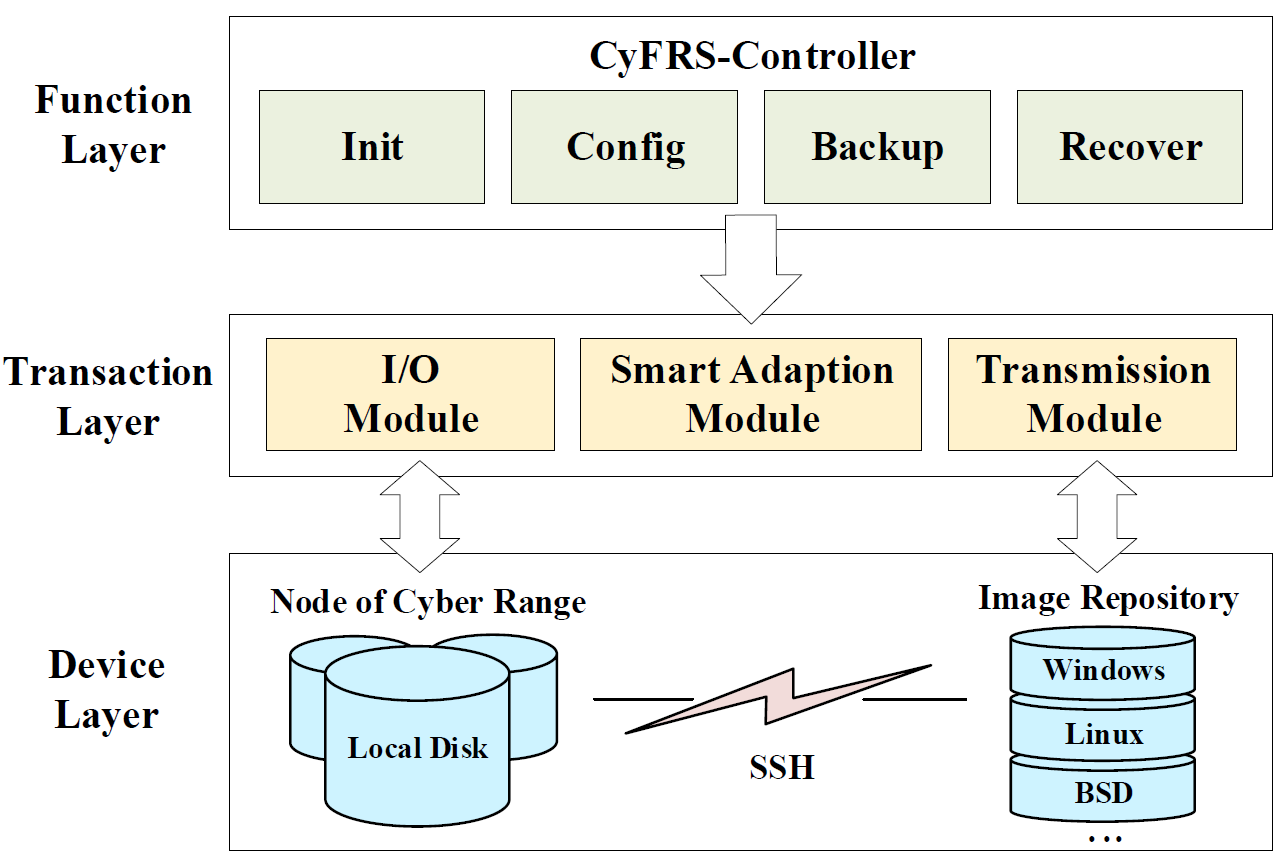 CyFRS-Controller
Function
Layer
Init
Config
Backup
Recover
Transaction
Layer
I/O
Module
Smart Adaption
Module
Transmission
Module
Device
Layer
Node of Cyber Range
Local Disk
SSH
Image Repository
Windows
Linux
BSD
...